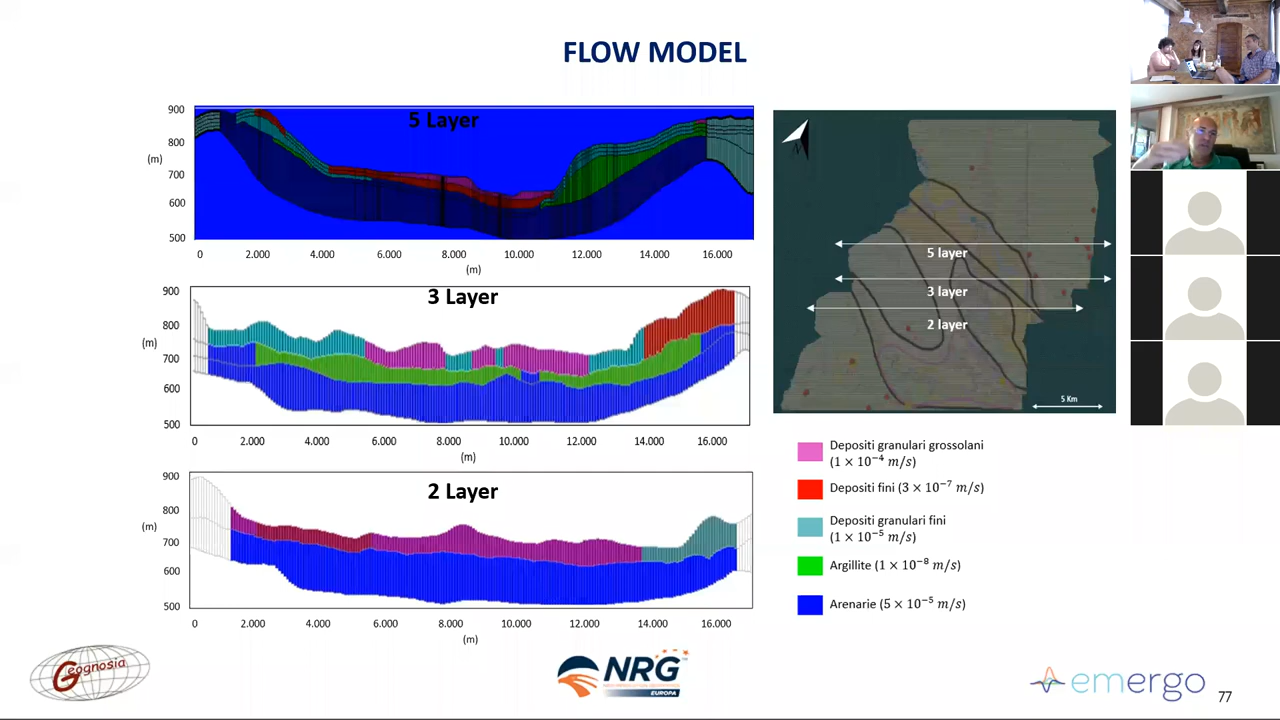 FLOW MODEL
5 Layer
900
800
(m)
700
600
500
0 2.000 4.000 6.000 8.000 10.000 12.000 14.000 16.000
(m)
3 Layer
900
800
(m)
700
600
500
0 2.000 4.000 6.000 8.000 10.000 12.000 14.000 16.000
(m)
2 Layer
900
800
(m)
700
600
500
0 2.000 4.000 6.000 8.000 10.000 12.000 14.000 16.000
(m)
5 layer
3 layer
2 layer
5 Km
Depositi granulari grossolani
(1 × 10⁻⁴ m/s)
Depositi fini (3 × 10⁻⁷ m/s)
Depositi granulari fini
(1 × 10⁻⁵ m/s)
Argillite (1 × 10⁻⁸ m/s)
Arenarie (5 × 10⁻⁵ m/s)
Geognosia
NRG
EUROPA
emergo
77